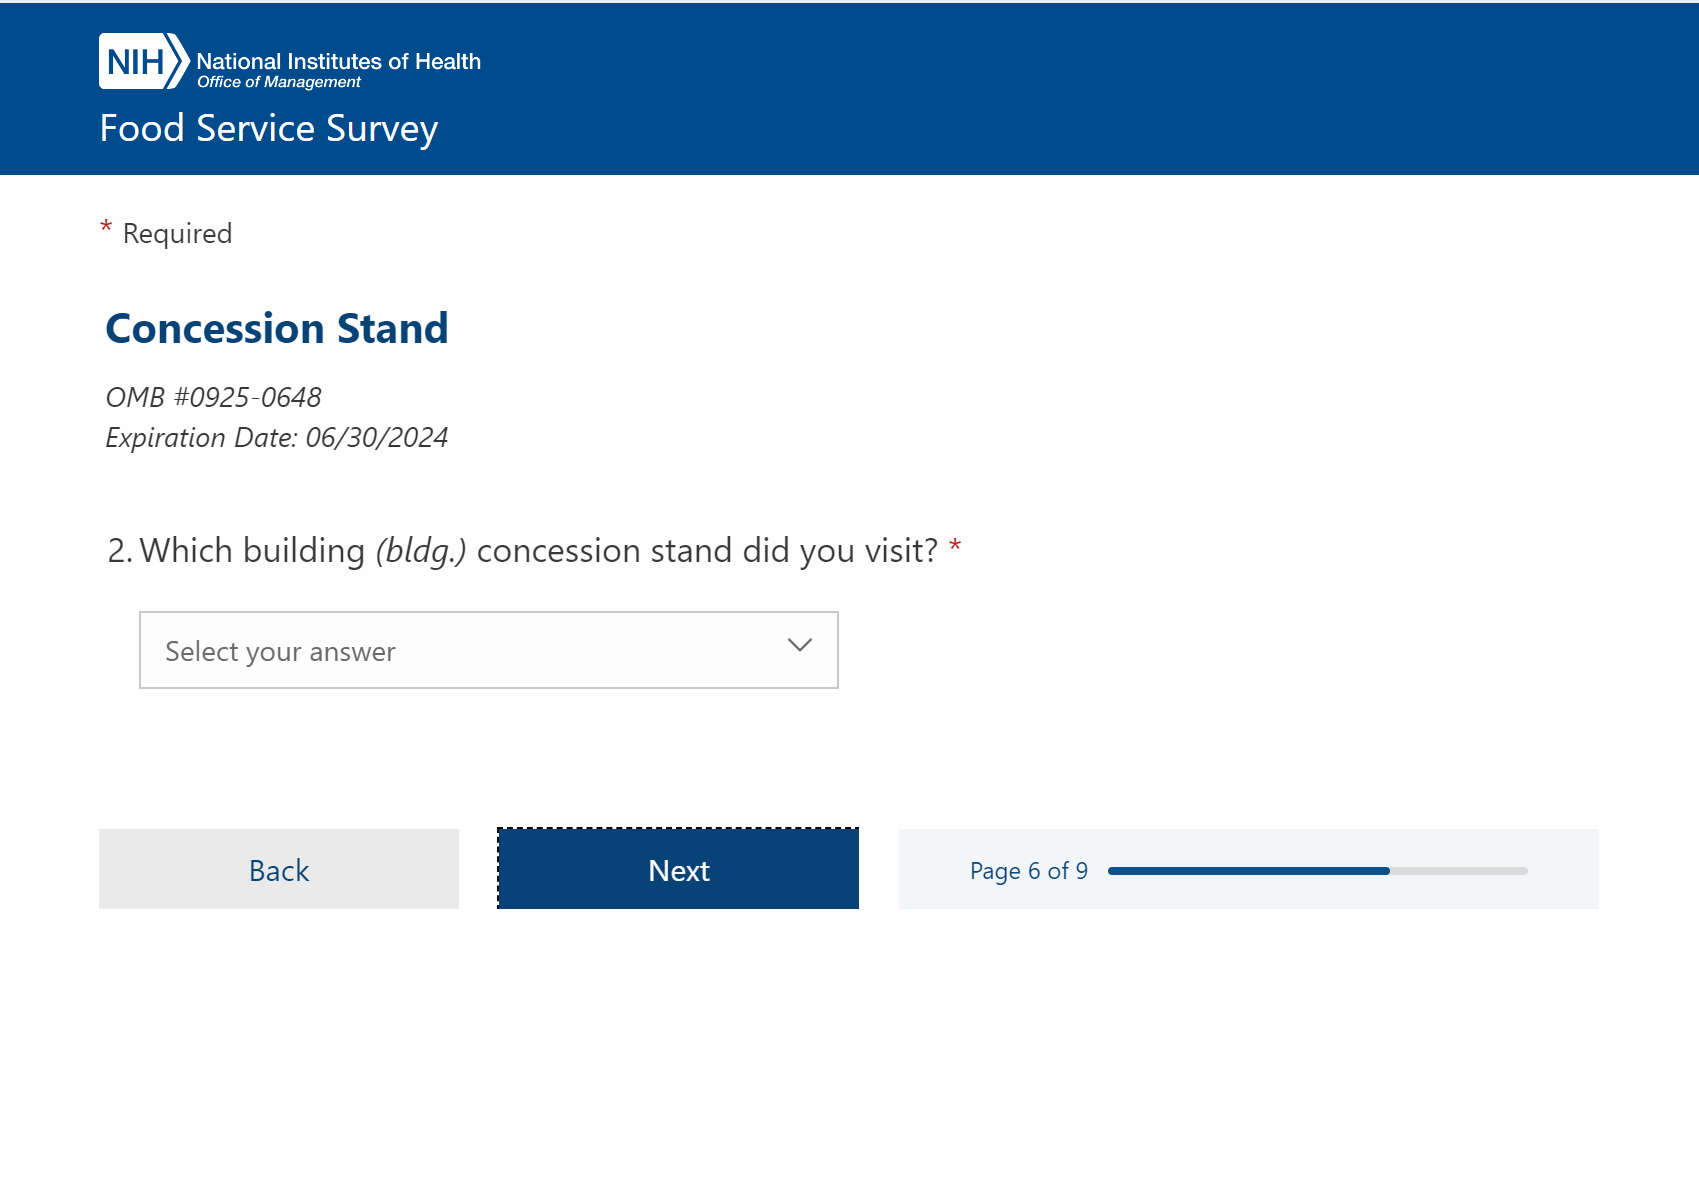 NIH
National Institutes of Health
Office of Management
Food Service Survey
* Required
Concession Stand
OMB #0925-0648
Expiration Date: 06/30/2024
2. Which building (bldg.) concession stand did you visit? *
Select your answer
Back
Next
Page 6 of 9